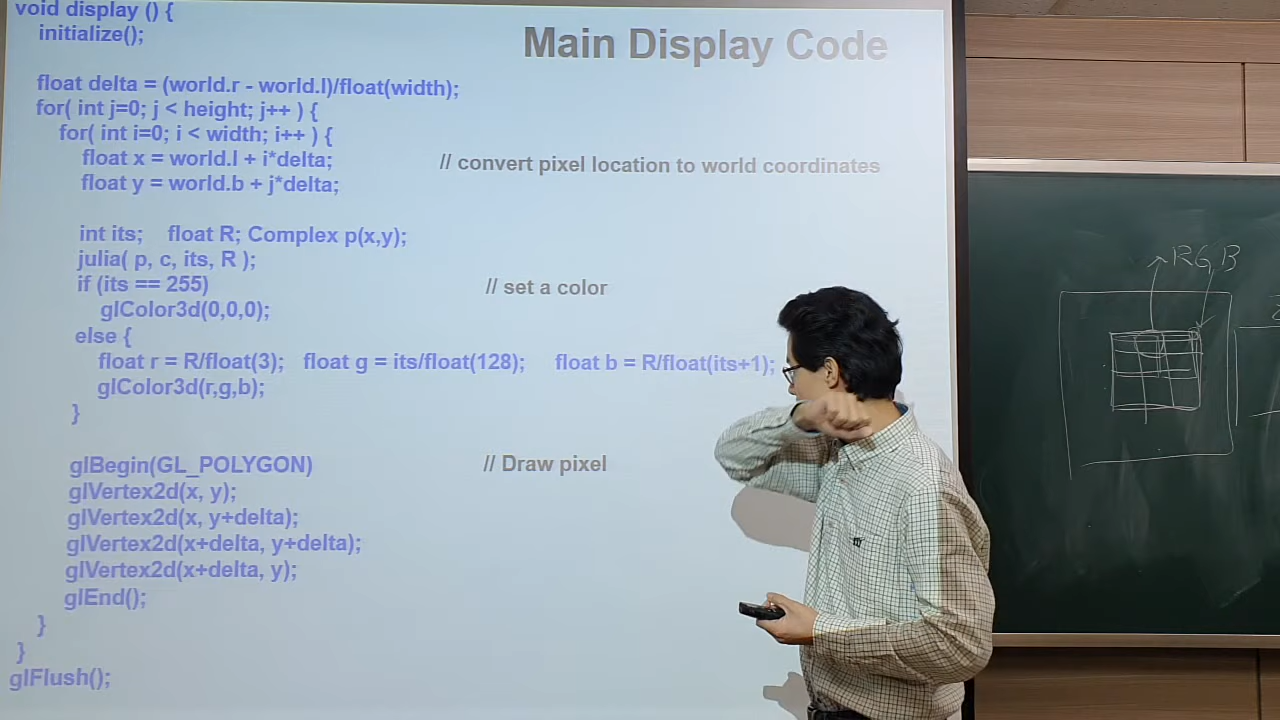 void display () {
Main Display Code
initialize();
float delta = (world.r - world.l)/float(width);
for( int j=0; j < height; j++ ) {
for( int i=0; i < width; i++ ) {
float x = world.l + i*delta; // convert pixel location to world coordinates
float y = world.b + j*delta;
int its; float R; Complex p(x,y);
julia( p, c, its, R );
if (its == 255) // set a color
glColor3d(0,0,0);
else {
float r = R/float(3); float g = its/float(128); float b = R/float(its+1);
glColor3d(r,g,b);
}
glBegin(GL_POLYGON) // Draw pixel
glVertex2d(x, y);
glVertex2d(x, y+delta);
glVertex2d(x+delta, y+delta);
glVertex2d(x+delta, y);
glEnd();
}
}
glFlush();
RGB